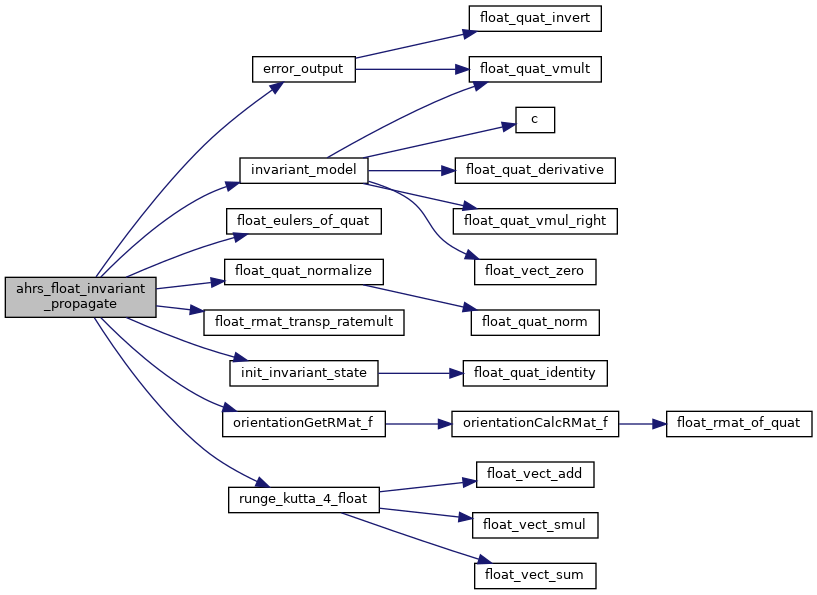 float_quat_invert
error_output
float_quat_vmult
c
invariant_model
float_quat_derivative
float_eulers_of_quat
float_quat_vmul_right
float_quat_normalize
float_vect_zero
ahrs_float_invariant
_propagate
float_rmat_transp_ratemult
float_quat_norm
init_invariant_state
float_quat_identity
orientationGetRMat_f
orientationCalcRMat_f
float_rmat_of_quat
runge_kutta_4_float
float_vect_add
float_vect_smul
float_vect_sum